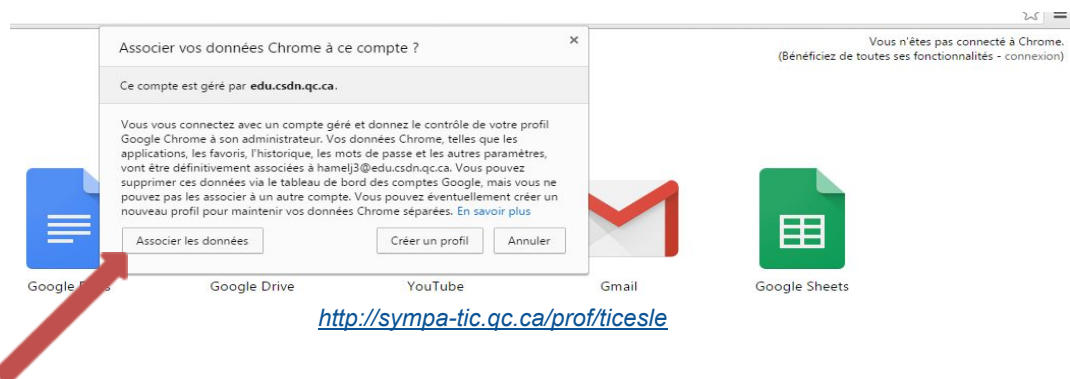 Associer vos données Chrome à ce compte ?
×
Vous n'êtes pas connecté à Chrome.
(Bénéficiez de toutes ses fonctionnalités - connexion)
Ce compte est géré par edu.csdn.qc.ca.
Vous vous connectez avec un compte géré et donnez le contrôle de votre profil
Google Chrome à son administrateur. Vos données Chrome, telles que les
applications, les favoris, l'historique, les mots de passe et les autres paramètres,
vont être définitivement associées à hamelj3@edu.csdn.qc.ca. Vous pouvez
supprimer ces données via le tableau de bord des comptes Google, mais vous ne
pouvez pas les associer à un autre compte. Vous pouvez éventuellement créer un
nouveau profil pour maintenir vos données Chrome séparées. En savoir plus
Associer les données
Créer un profil
Annuler
Google
Google Drive
YouTube
Gmail
Google Sheets
http://sympa-tic.qc.ca/prof/ticesle